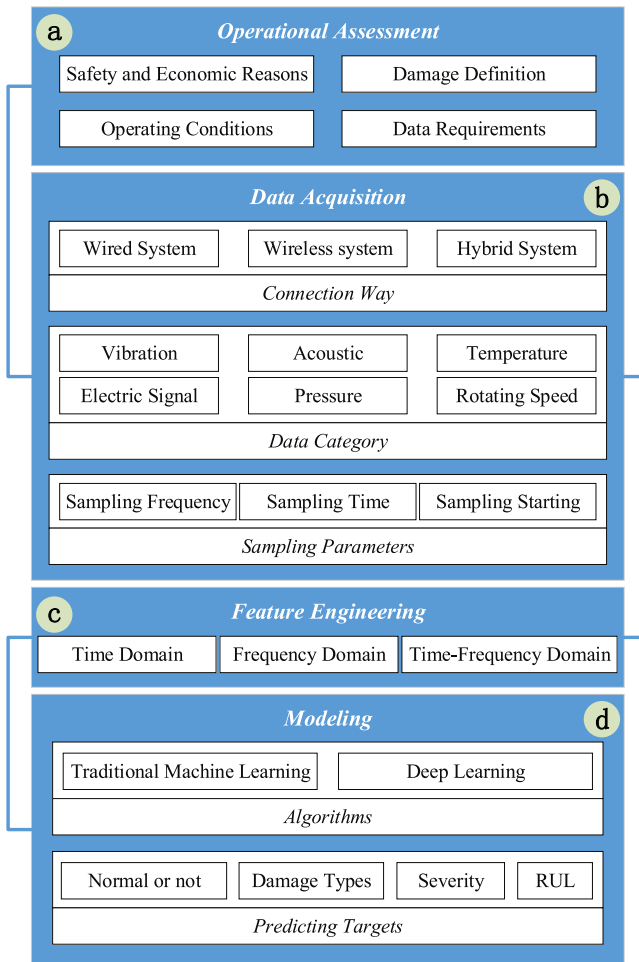 a
Operational Assessment
Safety and Economic Reasons
Damage Definition
Operating Conditions
Data Requirements
b
Data Acquisition
Wired System
Wireless system
Hybrid System
Connection Way
Vibration
Acoustic
Temperature
Electric Signal
Pressure
Rotating Speed
Data Category
Sampling Frequency
Sampling Time
Sampling Starting
Sampling Parameters
c
Feature Engineering
Time Domain
Frequency Domain
Time-Frequency Domain
d
Modeling
Traditional Machine Learning
Deep Learning
Algorithms
Normal or not
Damage Types
Severity
RUL
Predicting Targets